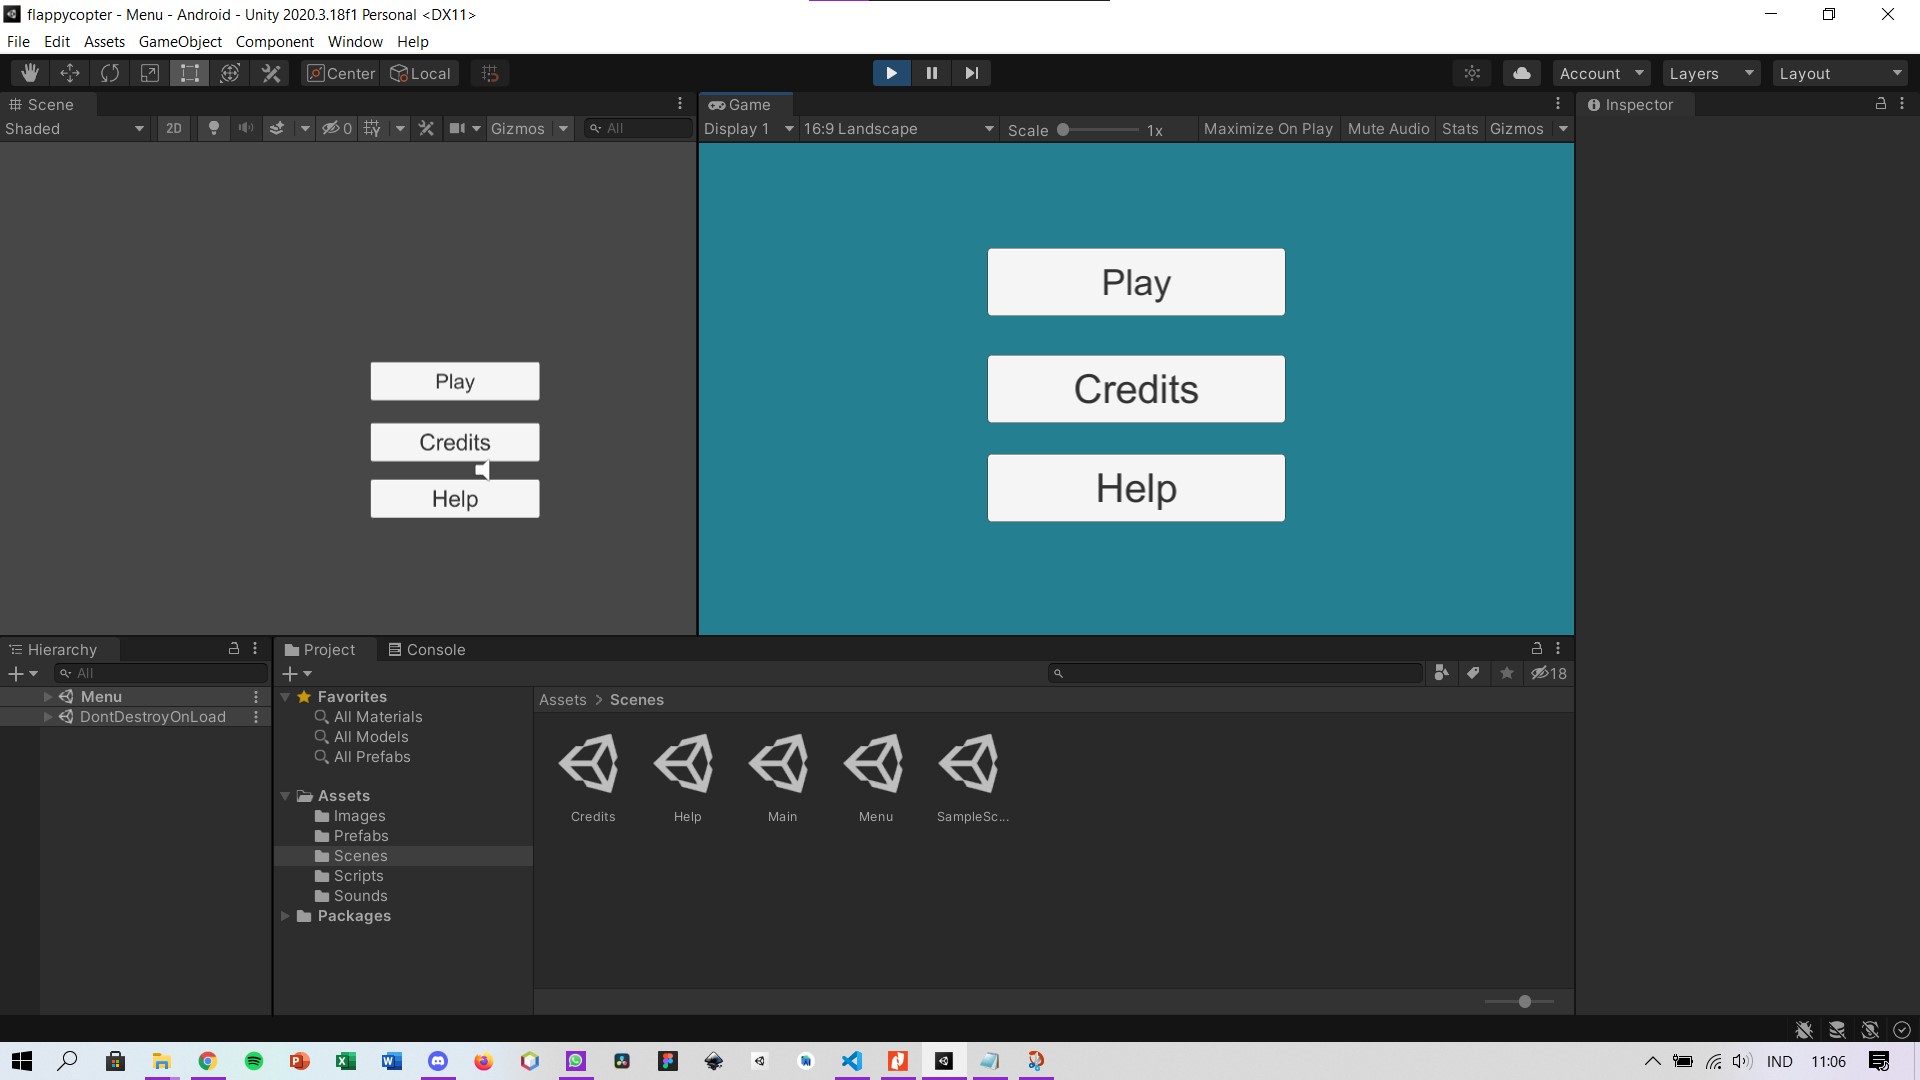 flappycopter - Menu - Android - Unity 2020.3.18f1 Personal <DX11>
File Edit Assets GameObject Component Window Help
Center Local
Account Layers Layout
Scene
Game
Inspector
Shaded 2D 0 Gizmos All
Display 1 16:9 Landscape Scale 1x Maximize On Play Mute Audio Stats Gizmos
Play
Credits
Help
Play
Credits
Help
Hierarchy
All
Menu
DontDestroyOnLoad
Project Console
18
Favorites
All Materials
All Models
All Prefabs
Assets
Images
Prefabs
Scenes
Scripts
Sounds
Packages
Assets > Scenes
Credits Help Main Menu SampleSc...
IND 11:06